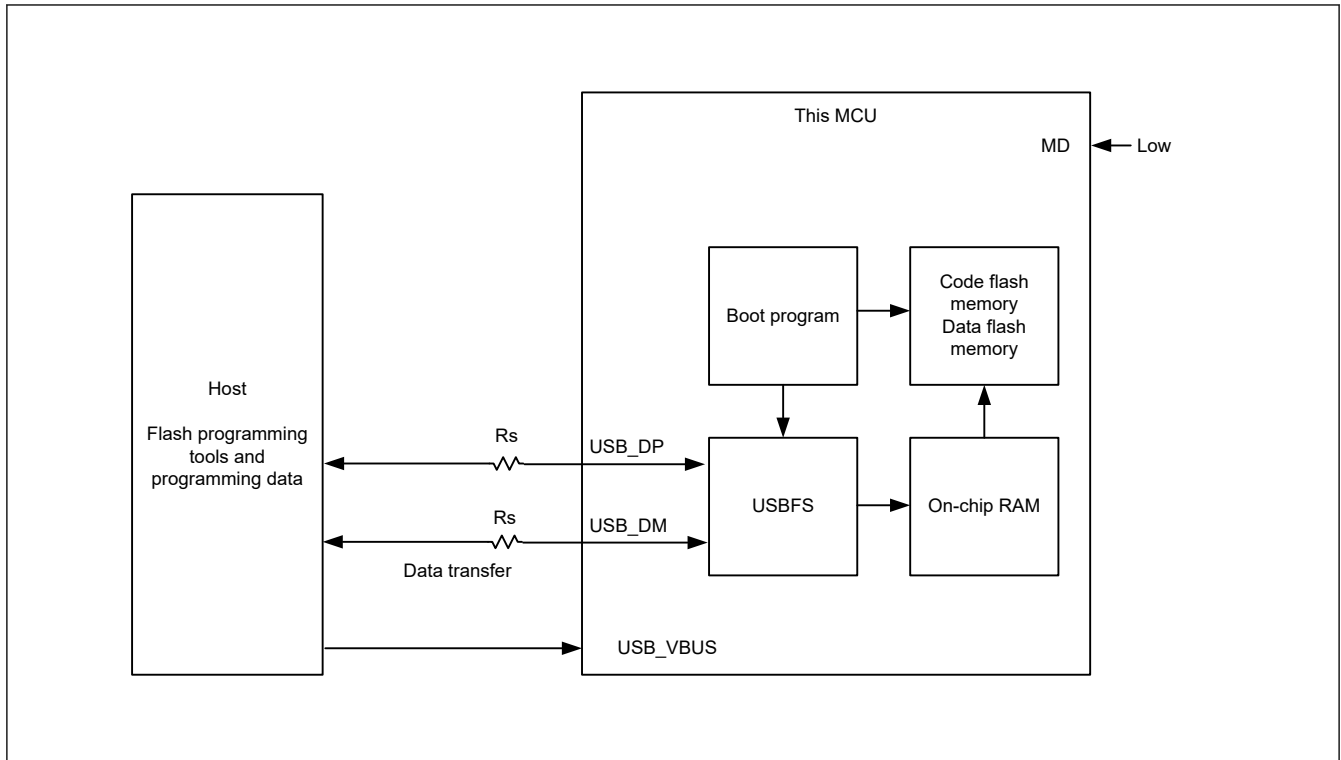 This MCU
MD
Low
Boot program
Code flash
memory
Data flash
memory
Host
Flash programming
tools and
programming data
Rs
USB_DP
USBFS
On-chip RAM
Rs
USB_DM
Data transfer
USB_VBUS